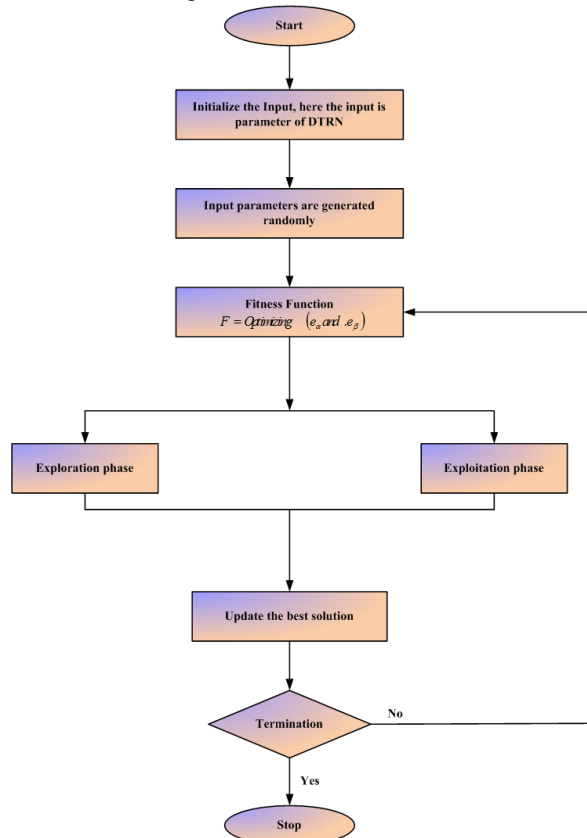 Start
Initialize the Input, here the input is
parameter of DTRN
Input parameters are generated
randomly
Fitness Function
F = Optimizing (eα and .eβ)
Exploration phase
Exploitation phase
Update the best solution
Termination
No
Yes
Stop